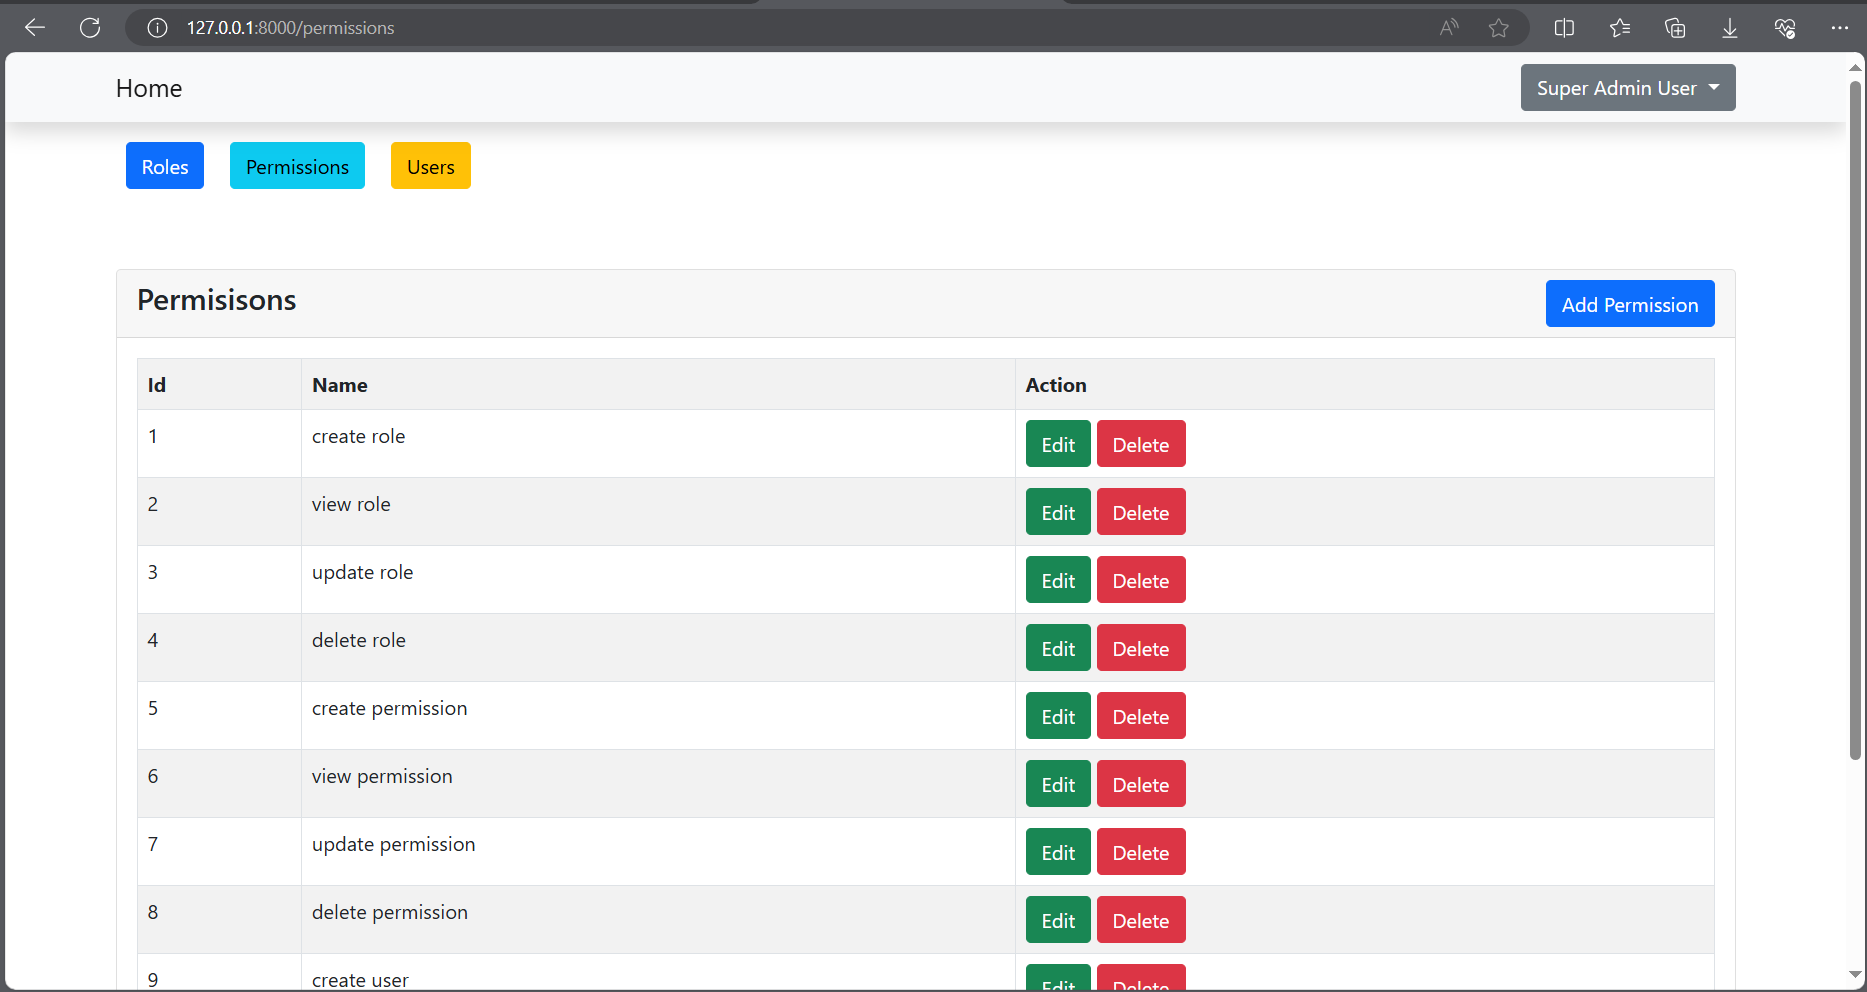 127.0.0.1:8000/permissions
Home
Super Admin User
Roles Permissions Users
Permisisons
Add Permission
Id Name Action
1 create role Edit Delete
2 view role Edit Delete
3 update role Edit Delete
4 delete role Edit Delete
5 create permission Edit Delete
6 view permission Edit Delete
7 update permission Edit Delete
8 delete permission Edit Delete
9 create user Edit Delete